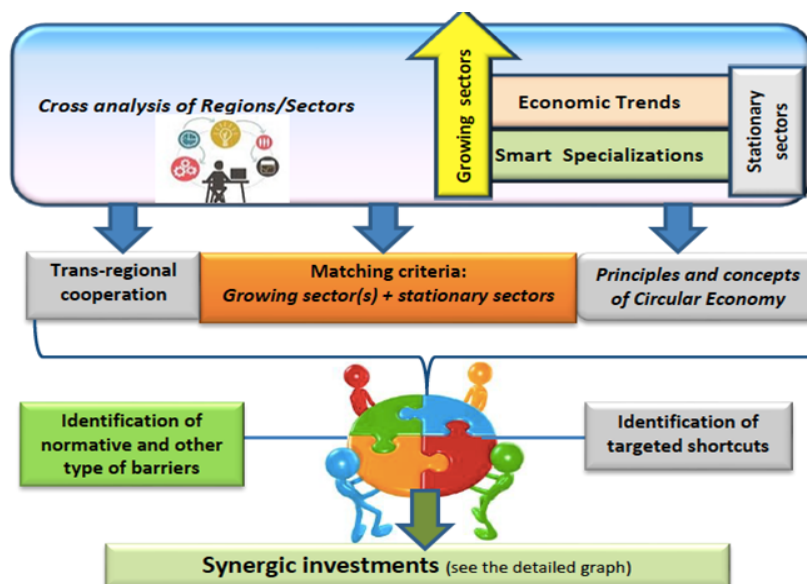 Cross analysis of Regions/Sectors
Growing sectors
Economic Trends
Smart Specializations
Stationary
sectors
Trans-regional
cooperation
Matching criteria:
Growing sector(s) + stationary sectors
Principles and concepts
of Circular Economy
Identification of
normative and other
type of barriers
Identification of
targeted shortcuts
Synergic investments (see the detailed graph)